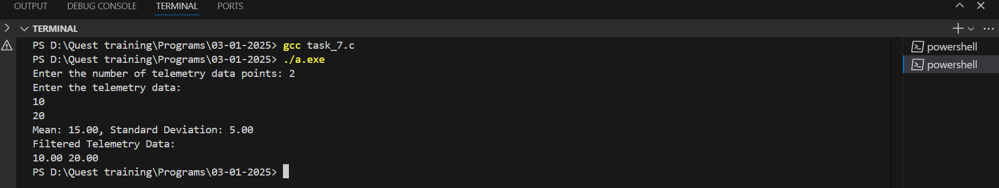 OUTPUT DEBUG CONSOLE TERMINAL PORTS
TERMINAL
PS D:\Quest training\Programs\03-01-2025> gcc task_7.c
PS D:\Quest training\Programs\03-01-2025> ./a.exe
Enter the number of telemetry data points: 2
Enter the telemetry data:
10
20
Mean: 15.00, Standard Deviation: 5.00
Filtered Telemetry Data:
10.00 20.00
PS D:\Quest training\Programs\03-01-2025>
powershell
powershell